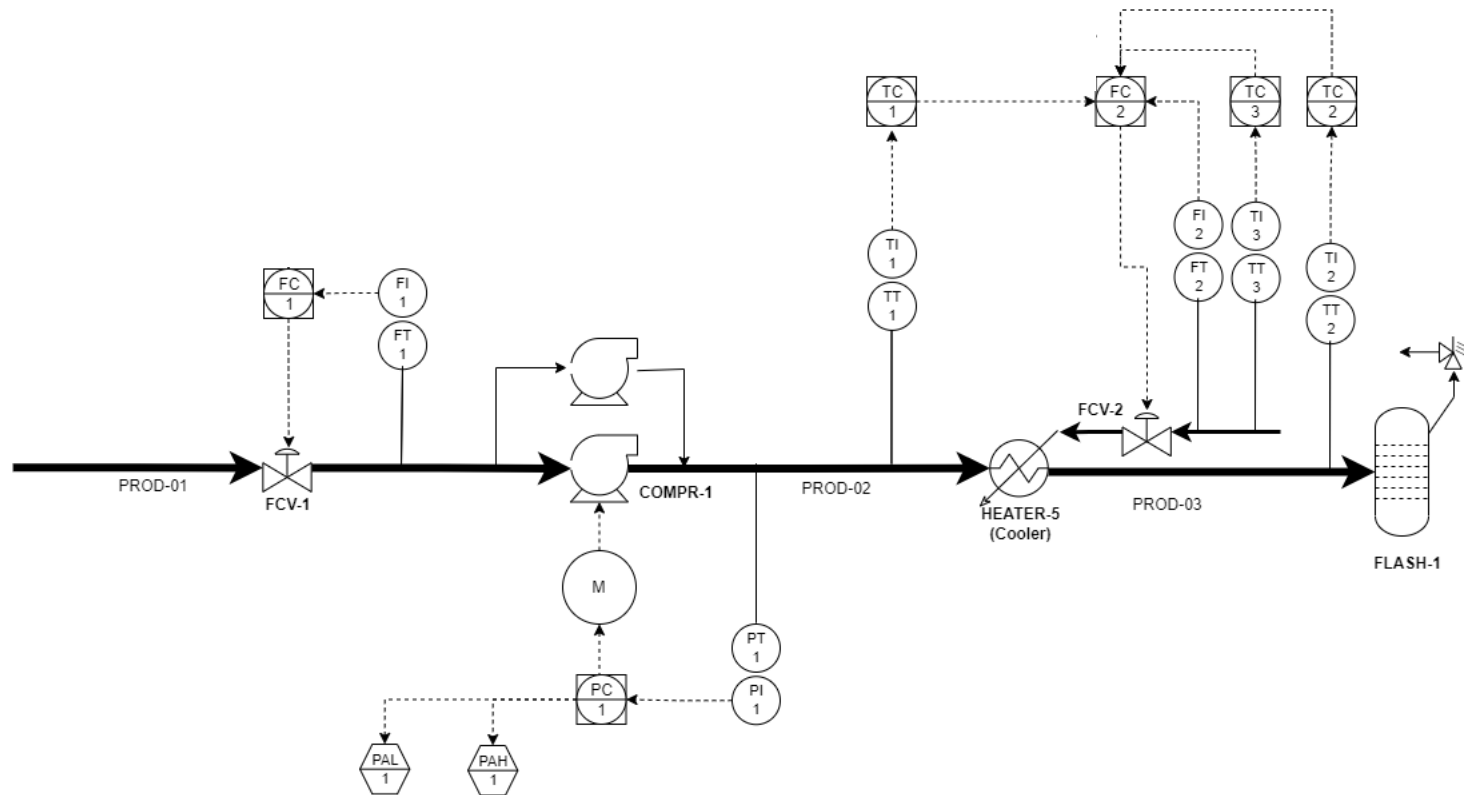 TC
1
FC
2
TC
3
TC
2
FI
2
TI
3
TI
1
FT
2
TT
3
TI
2
TT
1
TT
2
FC
1
FI
1
FT
1
FCV-2
PROD-01
FCV-1
COMPR-1
PROD-02
HEATER-5
(Cooler)
PROD-03
FLASH-1
M
PT
1
PC
1
PI
1
PAL
1
PAH
1